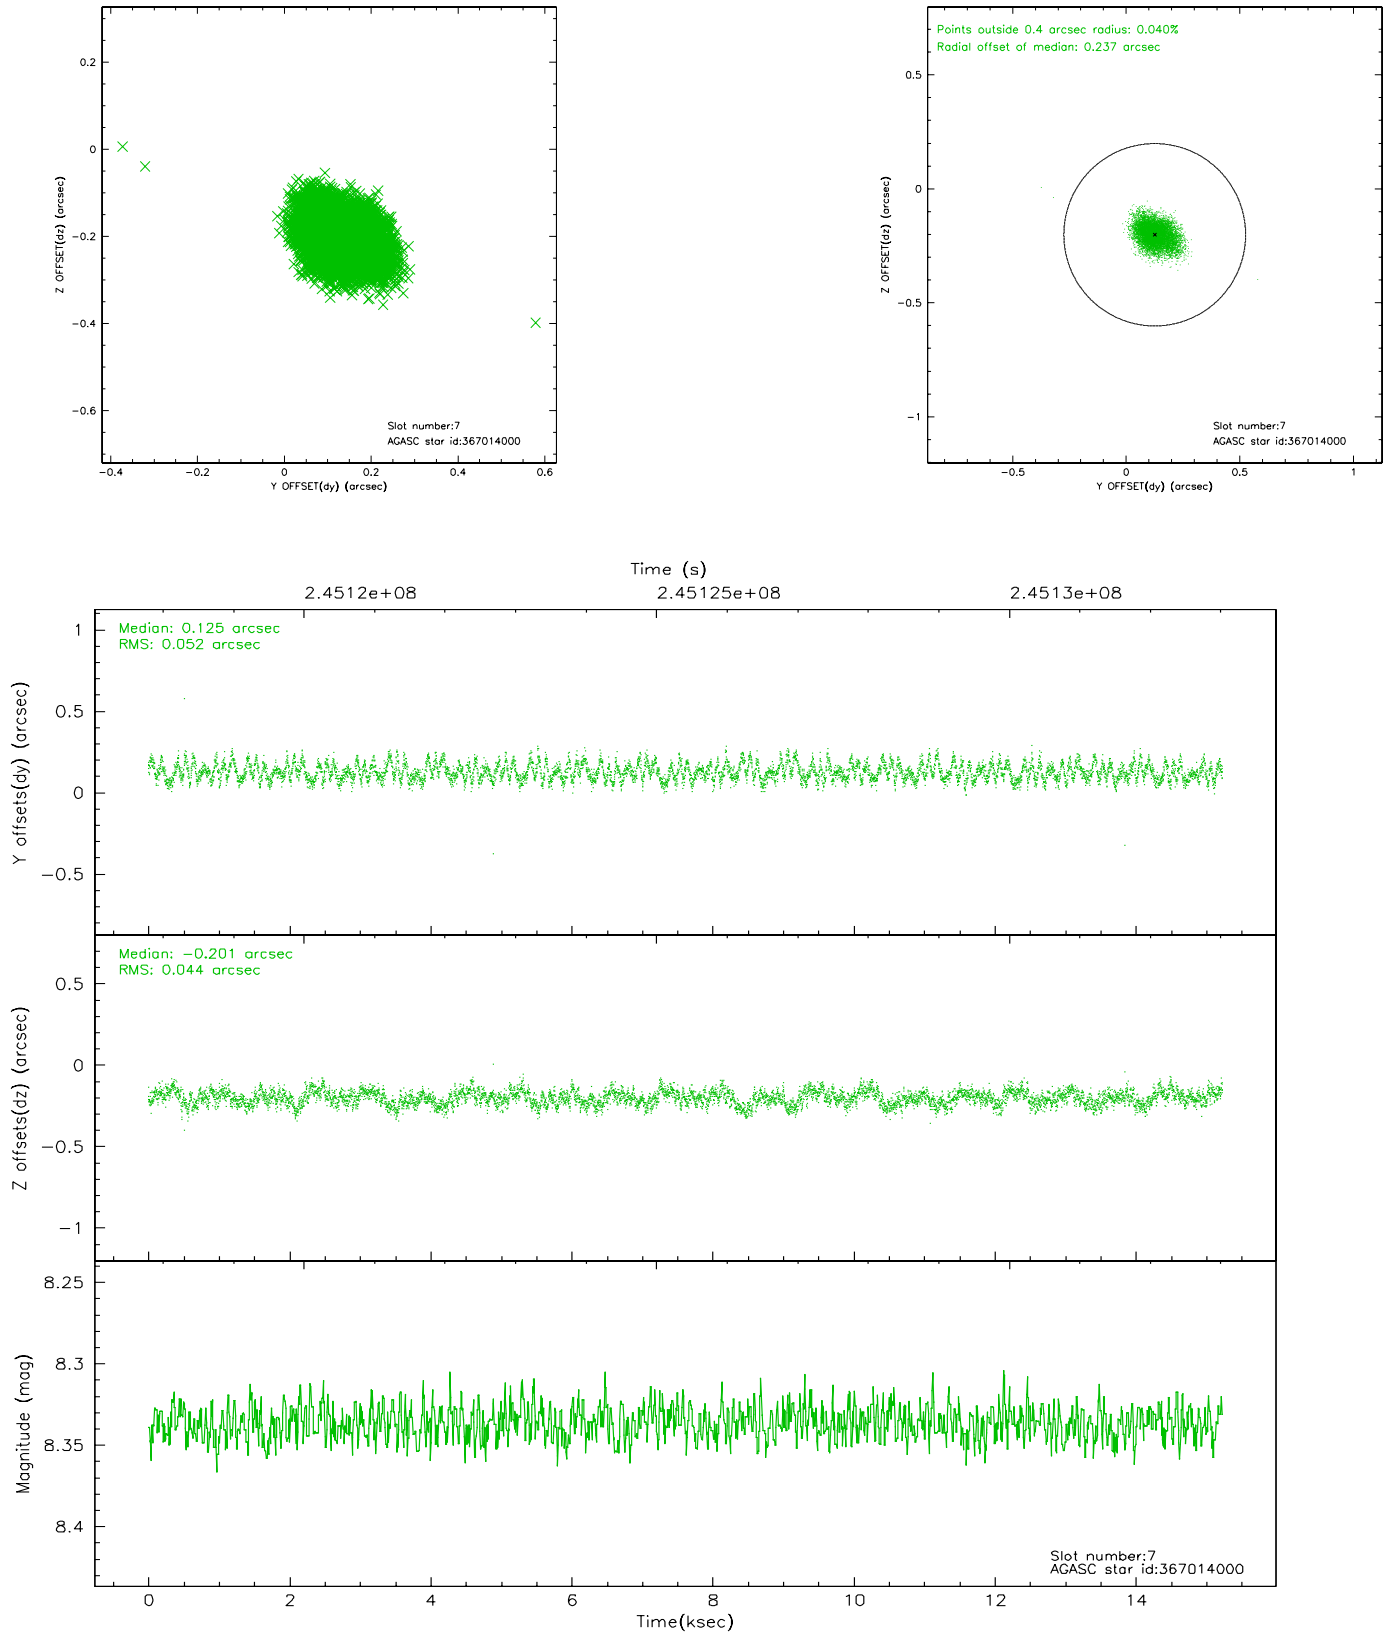 0.2
0
−0.2
−0.4
−0.6
Z OFFSET(dz) (arcsec)
Slot number:7
AGASC star id:367014000
−0.4 −0.2 0 0.2 0.4 0.6
Y OFFSET(dy) (arcsec)
Points outside 0.4 arcsec radius: 0.040%
Radial offset of median: 0.237 arcsec
0.5
0
−0.5
−1
Z OFFSET(dz) (arcsec)
Slot number:7
AGASC star id:367014000
−0.5 0 0.5 1
Y OFFSET(dy) (arcsec)
Time (s)
2.4512e+08 2.45125e+08 2.4513e+08
Median: 0.125 arcsec
RMS: 0.052 arcsec
1
0.5
0
−0.5
Y offsets(dy) (arcsec)
Median: −0.201 arcsec
RMS: 0.044 arcsec
0.5
0
−0.5
−1
Z offsets(dz) (arcsec)
8.25
8.3
8.35
8.4
Magnitude (mag)
Slot number:7
AGASC star id:367014000
0 2 4 6 8 10 12 14
Time(ksec)